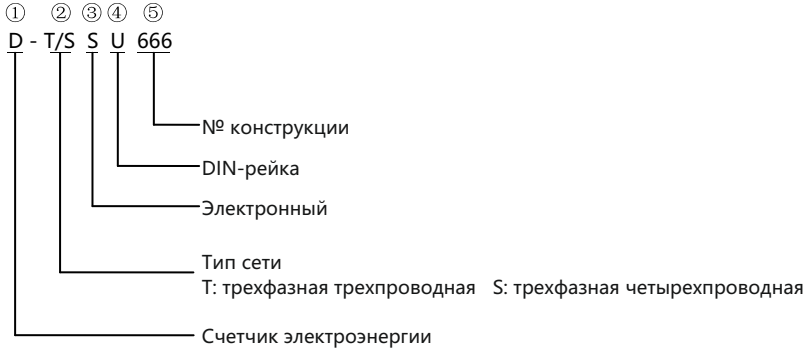 ① ② ③ ④ ⑤
D - T/S S U 666
№ конструкции
DIN-рейка
Электронный
Тип сети
T: трехфазная трехпроводная S: трехфазная четырехпроводная
Счетчик электроэнергии